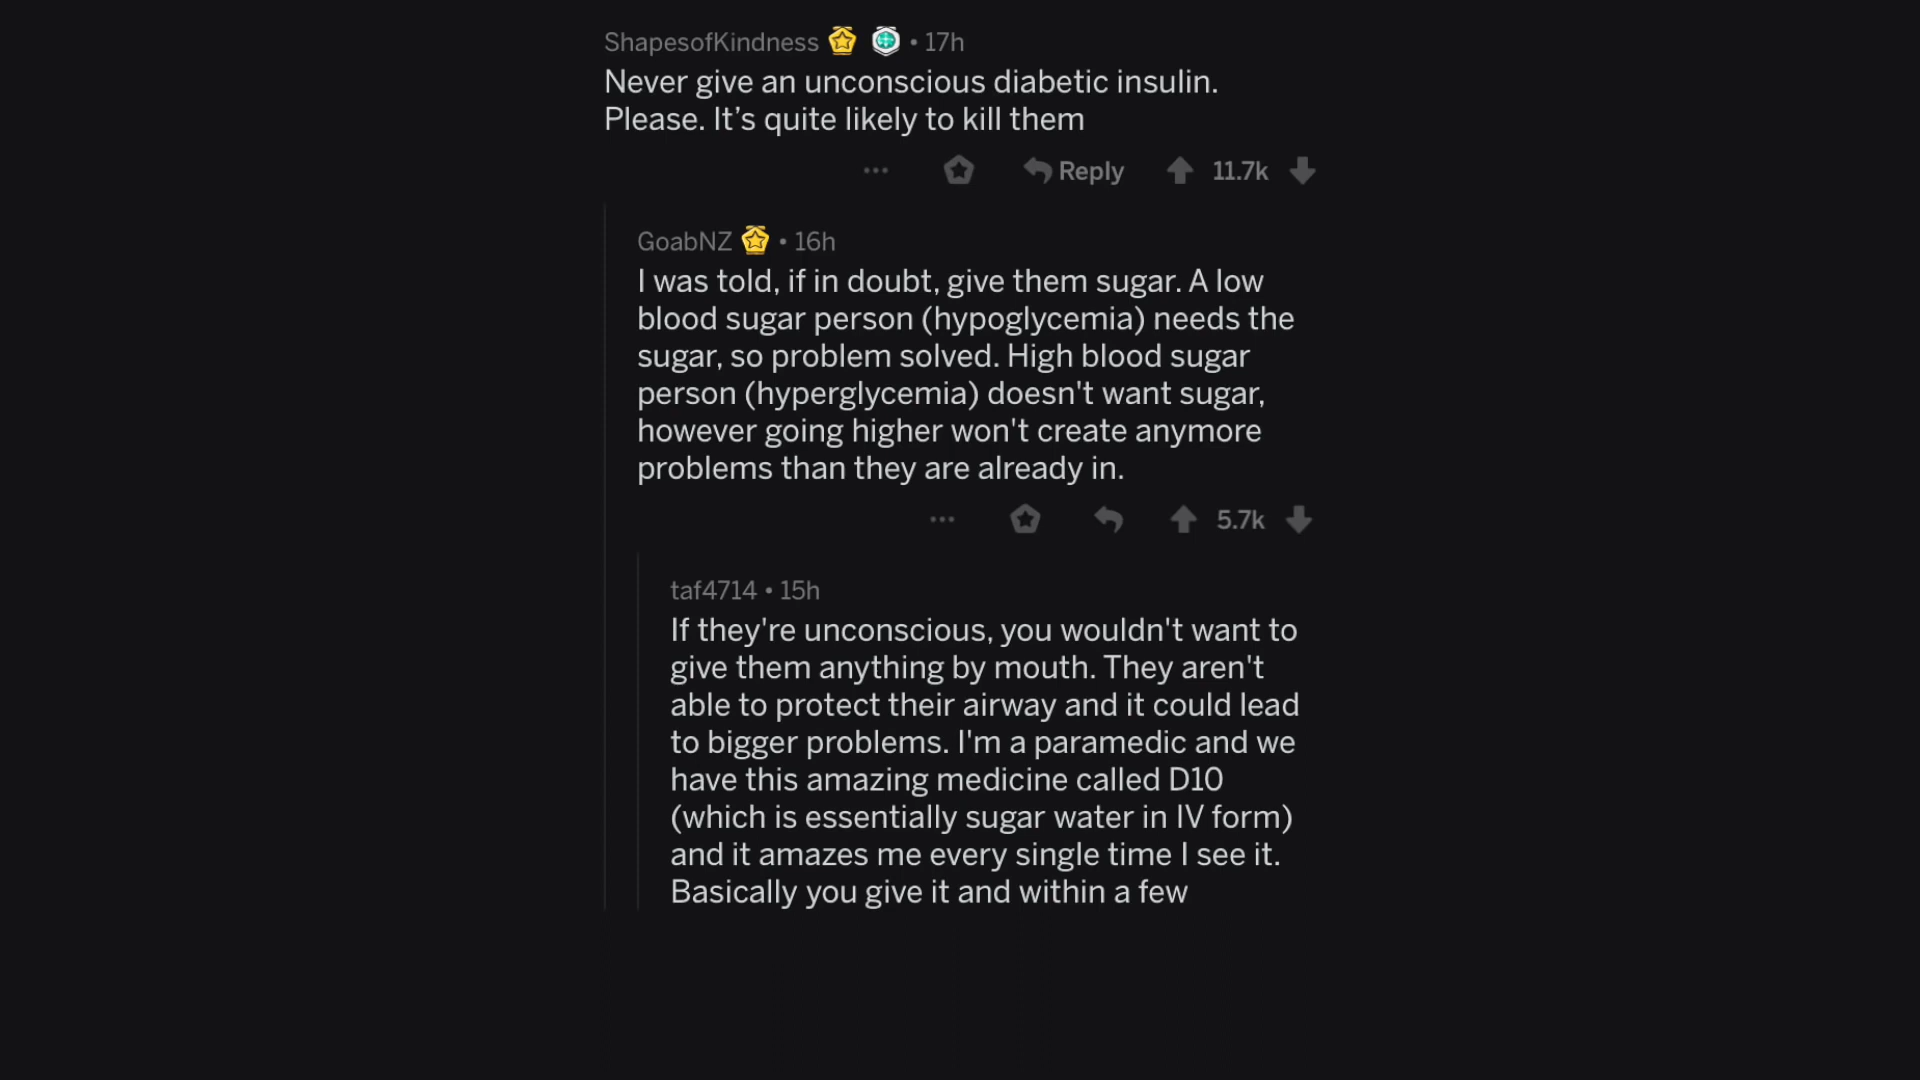 ShapesofKindness • 17h
Never give an unconscious diabetic insulin.
Please. It’s quite likely to kill them
Reply 11.7k
GoabNZ • 16h
I was told, if in doubt, give them sugar. A low
blood sugar person (hypoglycemia) needs the
sugar, so problem solved. High blood sugar
person (hyperglycemia) doesn't want sugar,
however going higher won't create anymore
problems than they are already in.
5.7k
taf4714 • 15h
If they're unconscious, you wouldn't want to
give them anything by mouth. They aren't
able to protect their airway and it could lead
to bigger problems. I'm a paramedic and we
have this amazing medicine called D10
(which is essentially sugar water in IV form)
and it amazes me every single time I see it.
Basically you give it and within a few